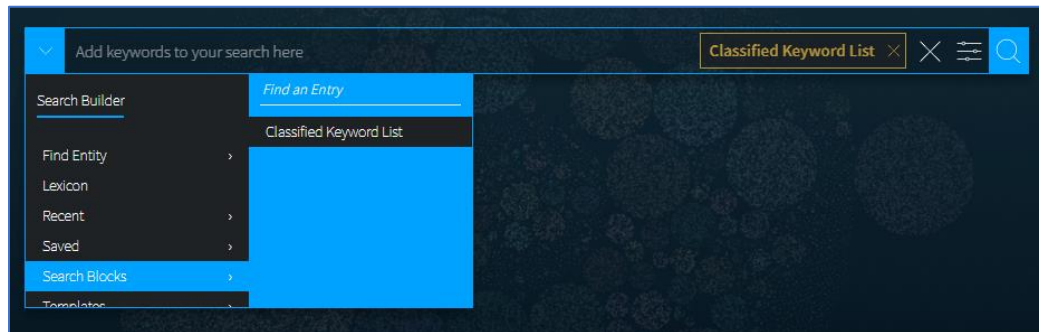 Add keywords to your search here
Classified Keyword List
Search Builder
Find an Entry
Classified Keyword List
Find Entity
Lexicon
Recent
Saved
Search Blocks
Templates